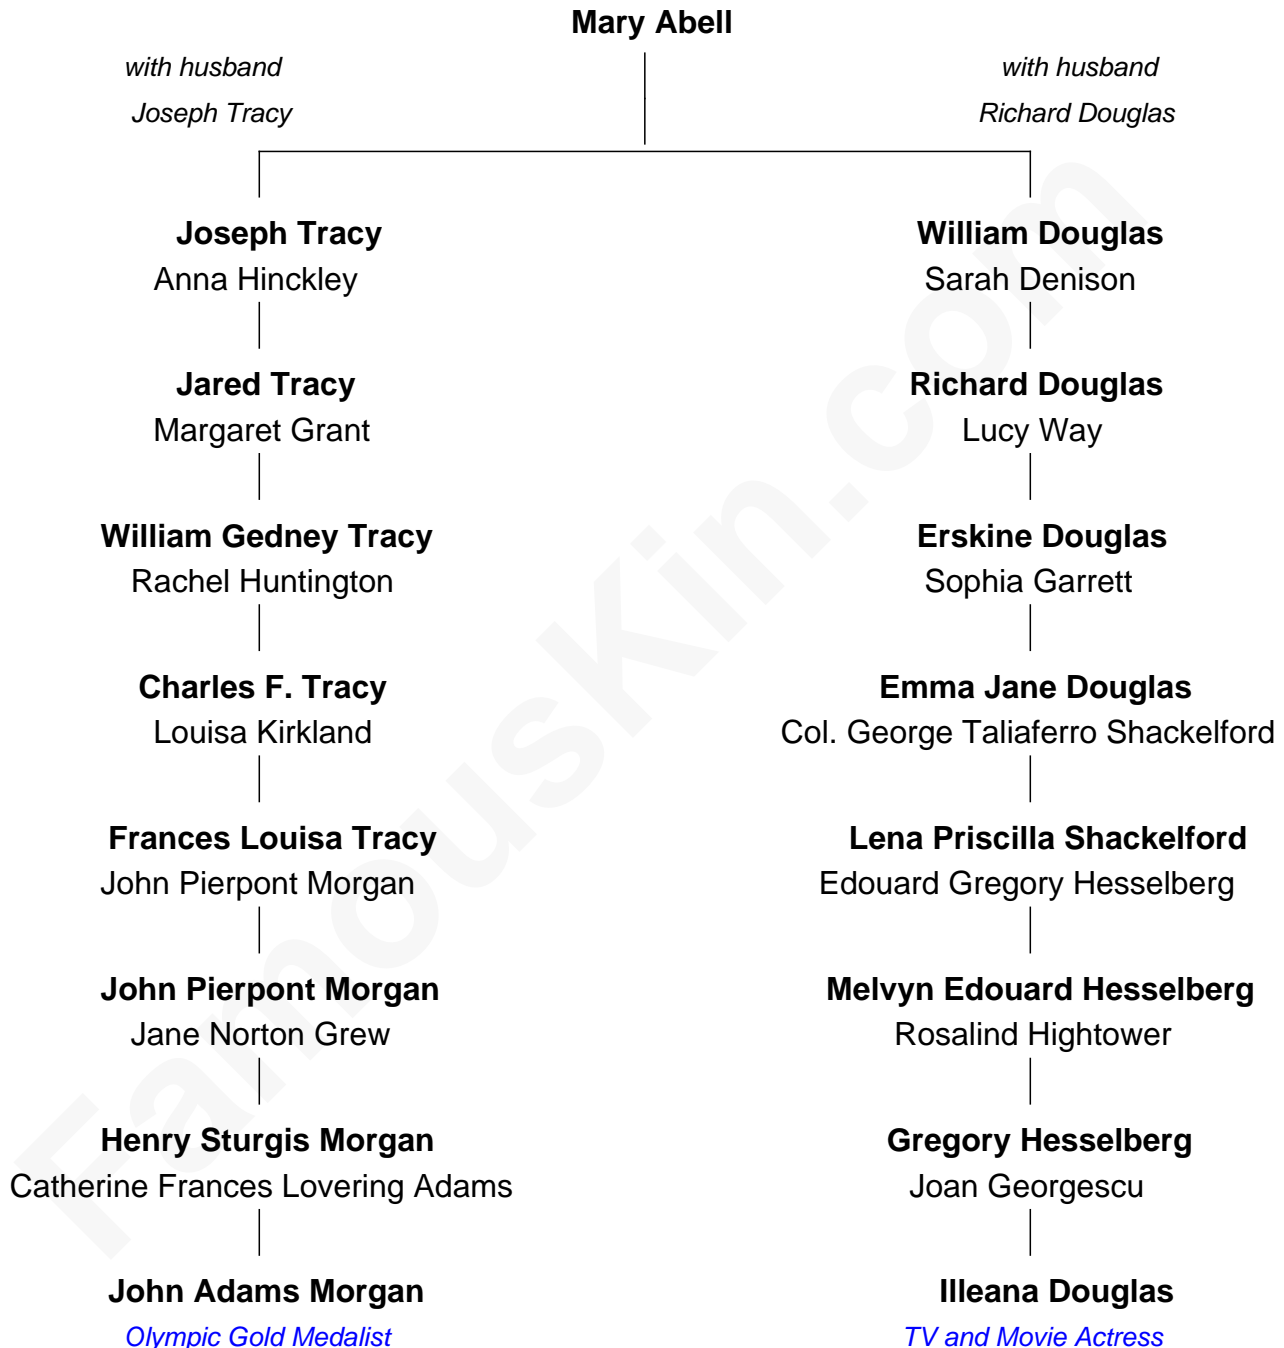 Mary Abell
with husband
Joseph Tracy
with husband
Richard Douglas
Joseph Tracy
Anna Hinckley
William Douglas
Sarah Denison
Jared Tracy
Margaret Grant
Richard Douglas
Lucy Way
William Gedney Tracy
Rachel Huntington
Erskine Douglas
Sophia Garrett
Charles F. Tracy
Louisa Kirkland
Emma Jane Douglas
Col. George Taliaferro Shackelford
Frances Louisa Tracy
John Pierpont Morgan
Lena Priscilla Shackelford
Edouard Gregory Hesselberg
John Pierpont Morgan
Jane Norton Grew
Melvyn Edouard Hesselberg
Rosalind Hightower
Henry Sturgis Morgan
Catherine Frances Lovering Adams
Gregory Hesselberg
Joan Georgescu
John Adams Morgan
Olympic Gold Medalist
Illeana Douglas
TV and Movie Actress
FamousKin.com